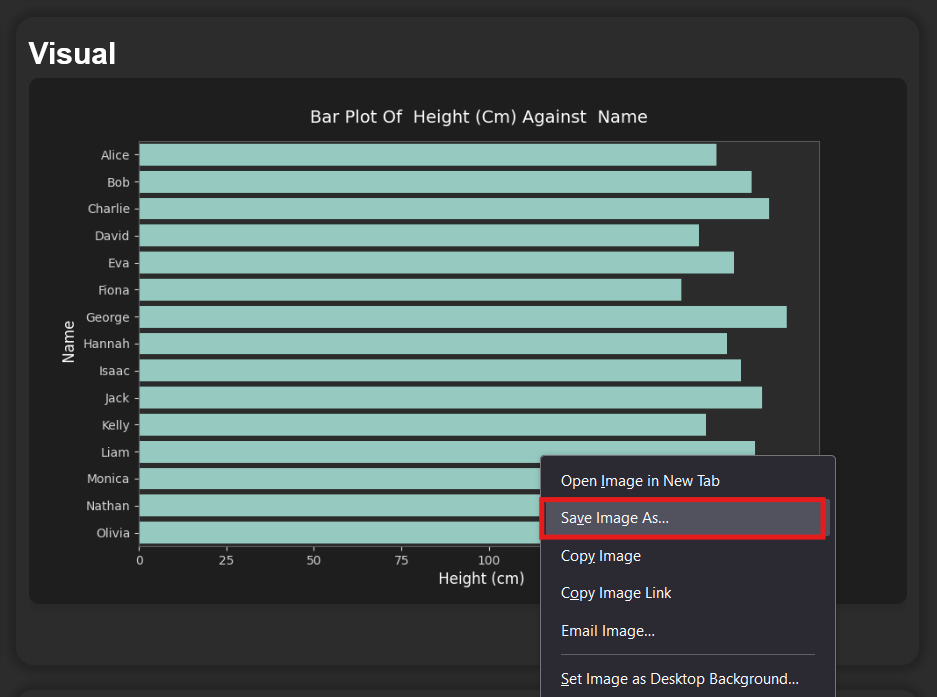 Visual
Bar Plot Of  Height (Cm) Against  Name
Alice
Bob
Charlie
David
Eva
Fiona
George
Hannah
Isaac
Jack
Kelly
Liam
Monica
Nathan
Olivia
Name
0 25 50 75 100
Height (cm)
Open Image in New Tab
Save Image As...
Copy Image
Copy Image Link
Email Image...
Set Image as Desktop Background...